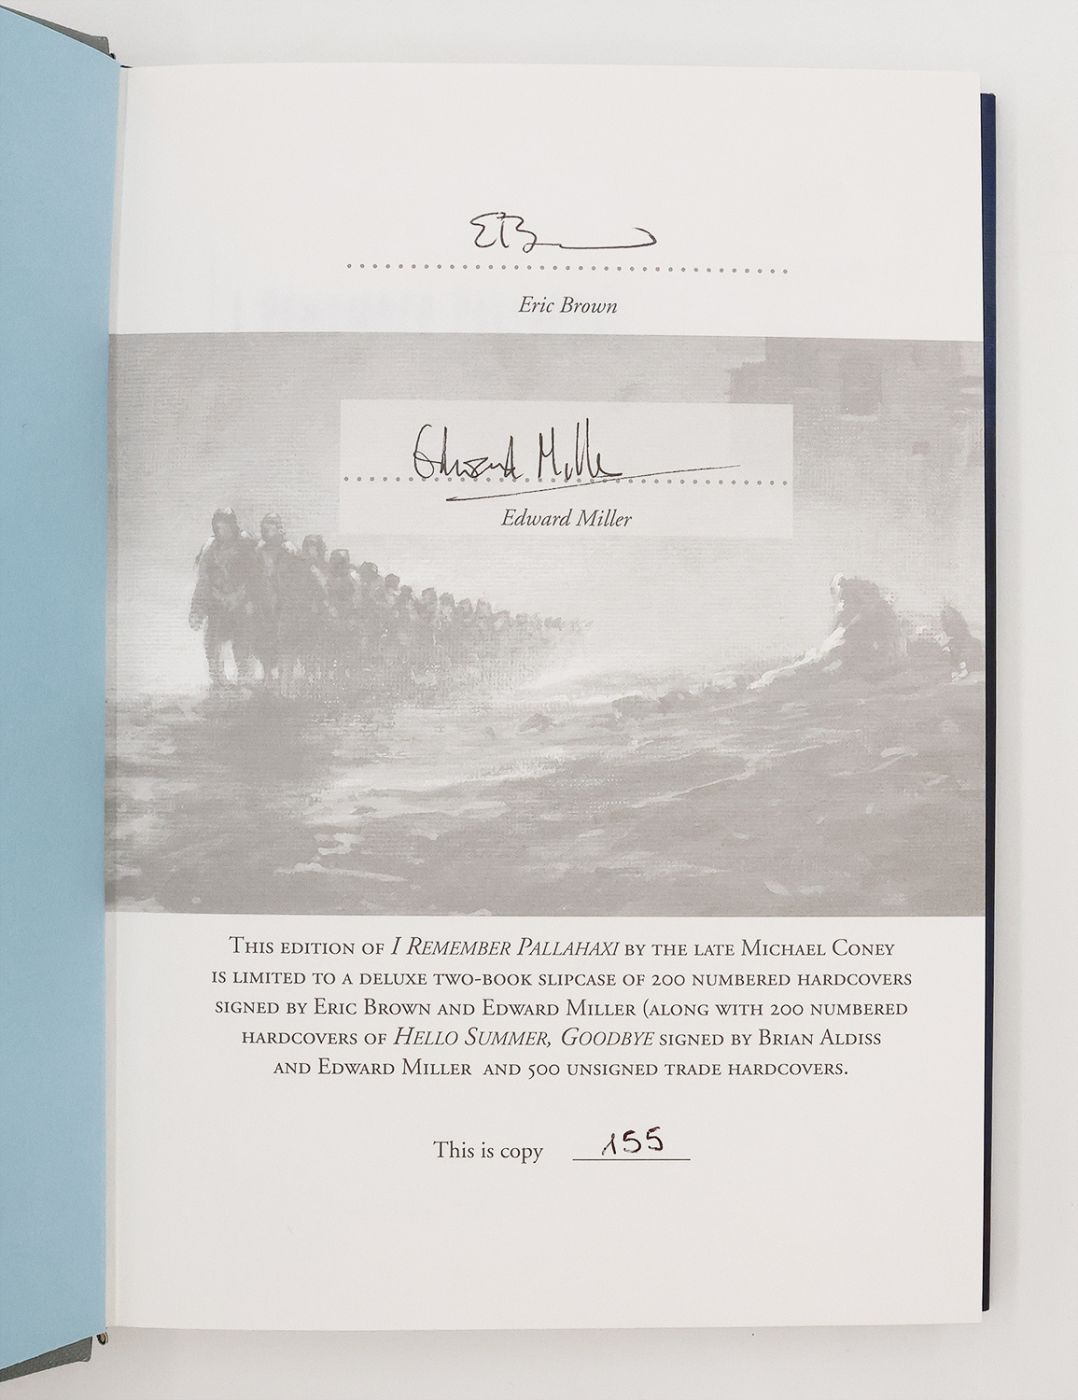 EB
Eric Brown
Edward Miller
Edward Miller
THIS EDITION OF I REMEMBER PALLAHAXI BY THE LATE MICHAEL CONEY
IS LIMITED TO A DELUXE TWO-BOOK SLIPCASE OF 200 NUMBERED HARDCOVERS
SIGNED BY ERIC BROWN AND EDWARD MILLER (ALONG WITH 200 NUMBERED
HARDCOVERS OF HELLO SUMMER, GOODBYE SIGNED BY BRIAN ALDISS
AND EDWARD MILLER AND 500 UNSIGNED TRADE HARDCOVERS.
This is copy 155